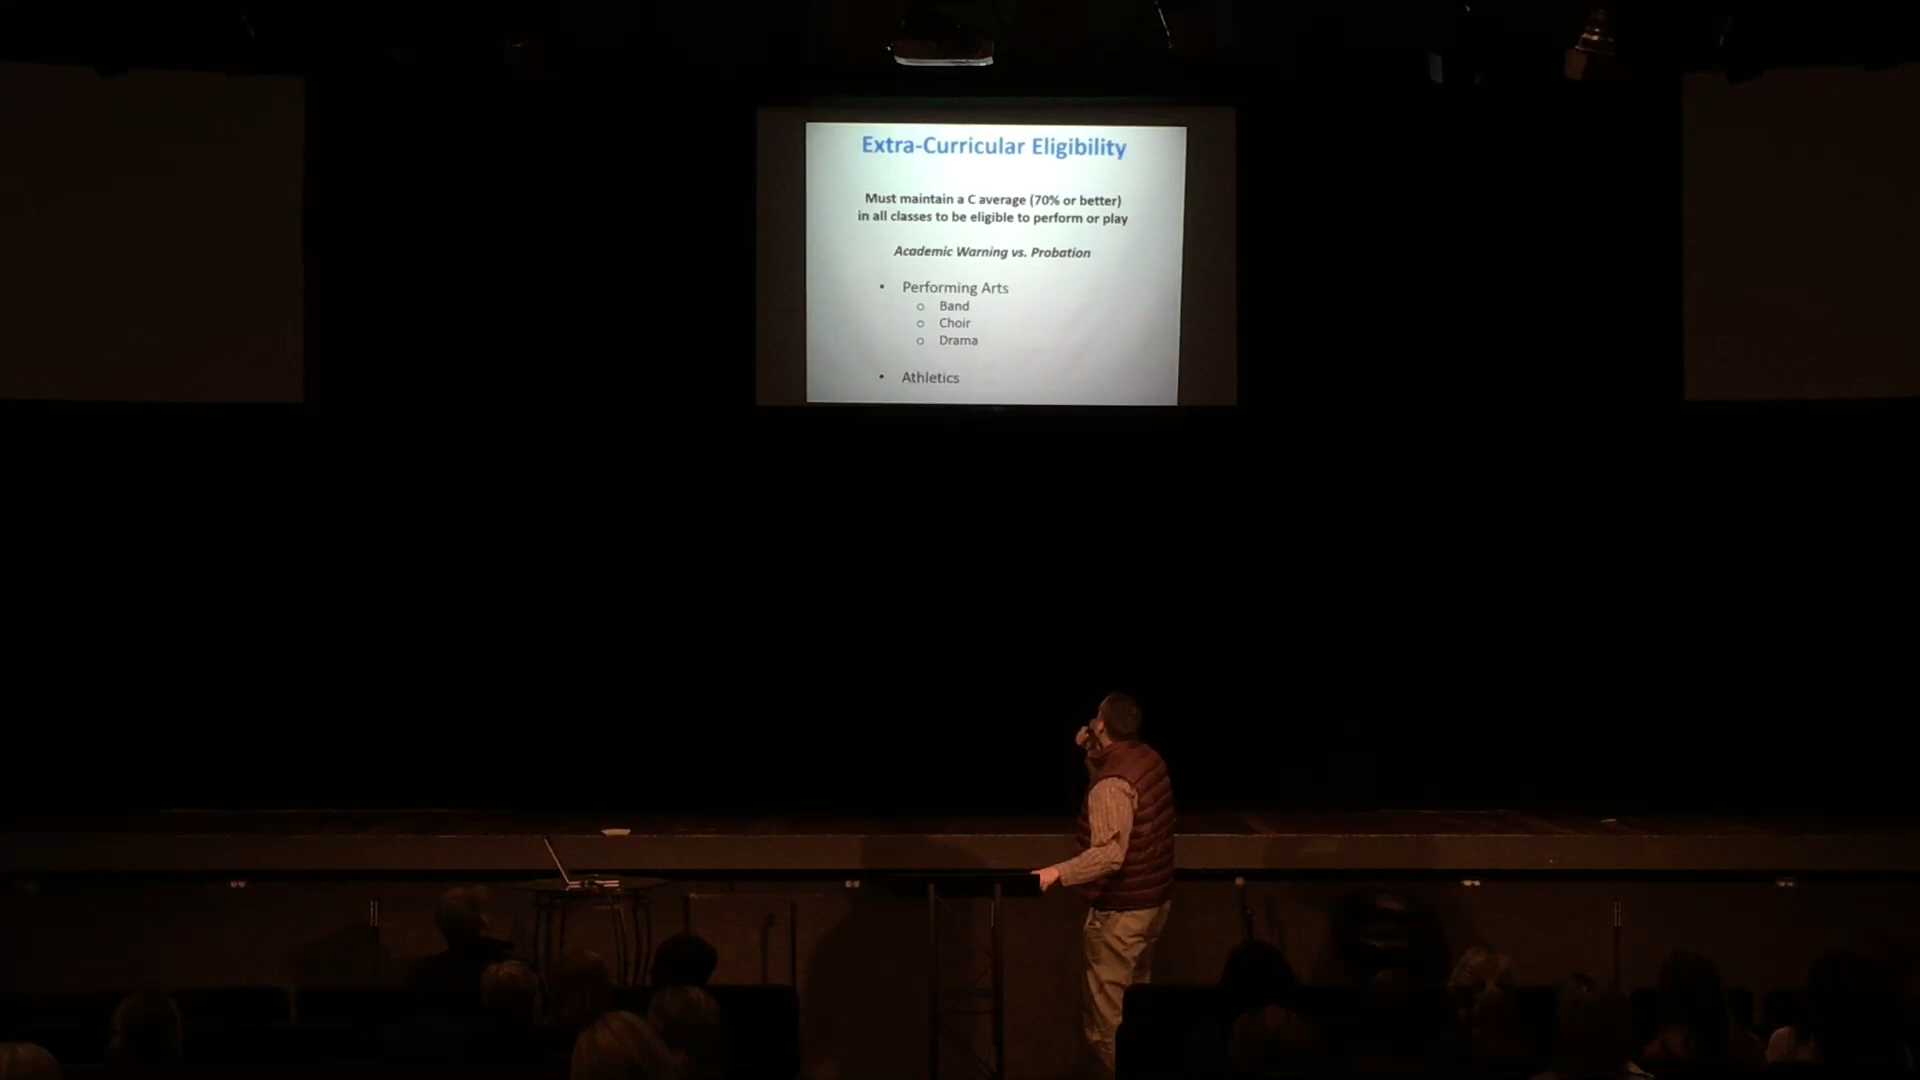 Extra-Curricular Eligibility
Must maintain a C average (70% or better)
in all classes to be eligible to perform or play
Academic Warning vs. Probation
• Performing Arts
o Band
o Choir
o Drama
• Athletics